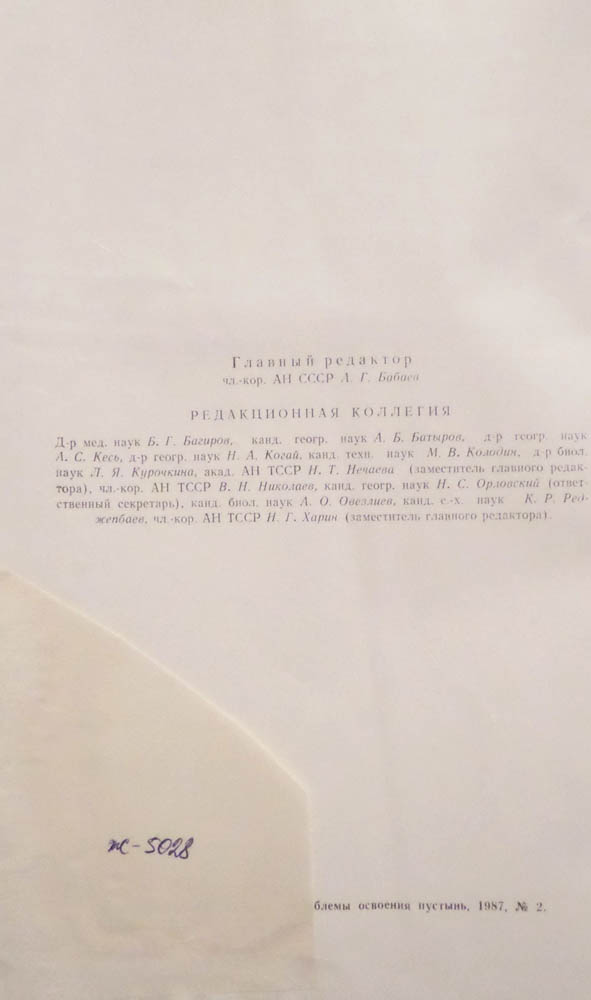 Главный редактор
чл.-кор. АН СССР А. Г. Бабаев
РЕДАКЦИОННАЯ КОЛЛЕГИЯ
Д-р мед. наук Б. Г. Багиров, канд. геогр. наук А. Б. Батыров, д-р геогр. наук
А. С. Кесь, д-р геогр. наук Н. А. Когай, канд. техн. наук М. В. Колодин, д-р биол.
наук Л. Я. Курочкина, акад. АН ТССР Н. Т. Нечаева (заместитель главного редак-
тора), чл.-кор. АН ТССР В. Н. Николаев, канд. геогр. наук Н. С. Орловский (ответ-
ственный секретарь), канд. биол. наук А. О. Овезлиев, канд. с.-х. наук К. Р. Ред-
жепбаев, чл.-кор. АН ТССР Н. Г. Харин (заместитель главного редактора).
ж-5028
блемы освоения пустынь, 1987, № 2.